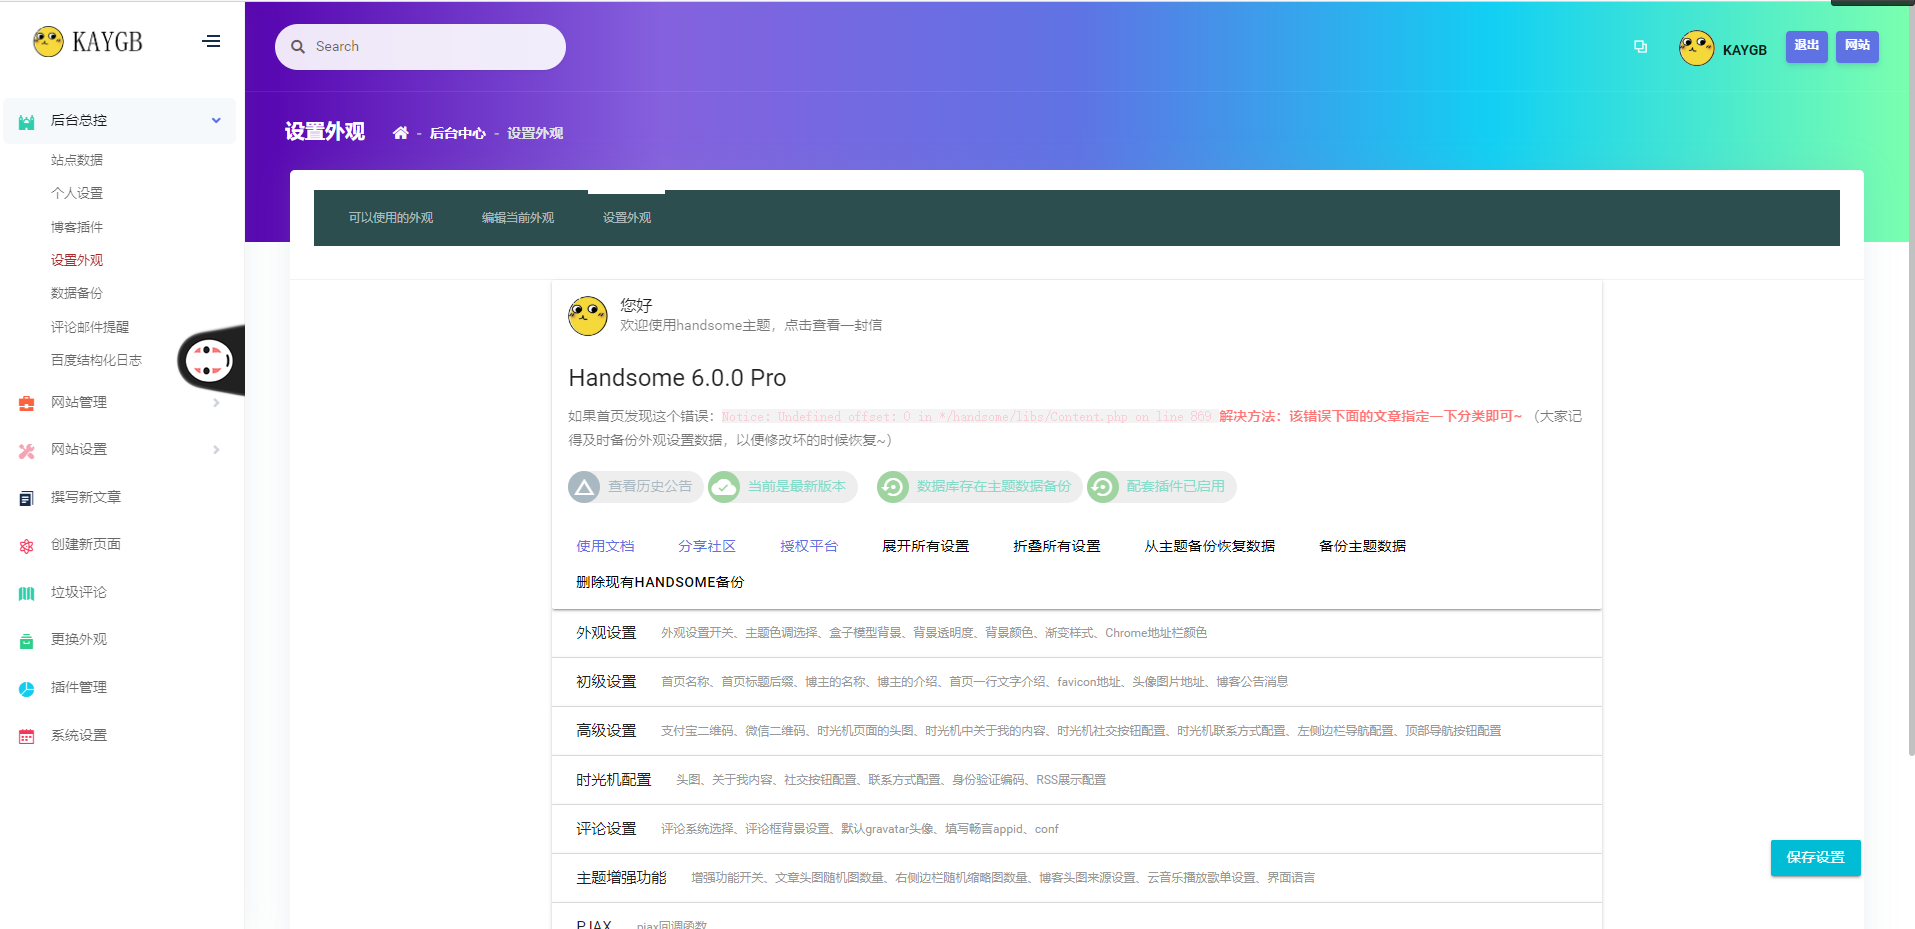 KAYGB
Search
KAYGB
退出
网站
后台总控
站点数据
个人设置
博客插件
设置外观
数据备份
评论邮件提醒
百度结构化日志
网站管理
网站设置
撰写新文章
创建新页面
垃圾评论
更换外观
插件管理
系统设置
设置外观
- 后台中心 - 设置外观
可以使用的外观
编辑当前外观
设置外观
您好
欢迎使用handsome主题，点击查看一封信
Handsome 6.0.0 Pro
如果首页发现这个错误：Notice: Undefined offset: 0 in */handsome/libs/Content.php on line 869 解决方法：该错误下面的文章指定一下分类即可~（大家记
得及时备份外观设置数据，以便修改坏的时候恢复~）
查看历史公告
当前是最新版本
数据库存在主题数据备份
配套插件已启用
使用文档
分享社区
授权平台
展开所有设置
折叠所有设置
从主题备份恢复数据
备份主题数据
删除现有HANDSOME备份
外观设置 外观设置开关、主题色调选择、盒子模型背景、背景透明度、背景颜色、渐变样式、Chrome地址栏颜色
初级设置 首页名称、首页标题后缀、博主的名称、博主的介绍、首页一行文字介绍、favicon地址、头像图片地址、博客公告消息
高级设置 支付宝二维码、微信二维码、时光机页面的头图、时光机中关于我的内容、时光机社交按钮配置、时光机联系方式配置、左侧边栏导航配置、顶部导航按钮配置
时光机配置 头图、关于我内容、社交按钮配置、联系方式配置、身份验证编码、RSS展示配置
评论设置 评论系统选择、评论框背景设置、默认gravatar头像、填写畅言appid、conf
主题增强功能 增强功能开关、文章头图随机图数量、右侧边栏随机缩略图数量、博客头图来源设置、云音乐播放歌单设置、界面语言
PJAX pjax回调函数
保存设置